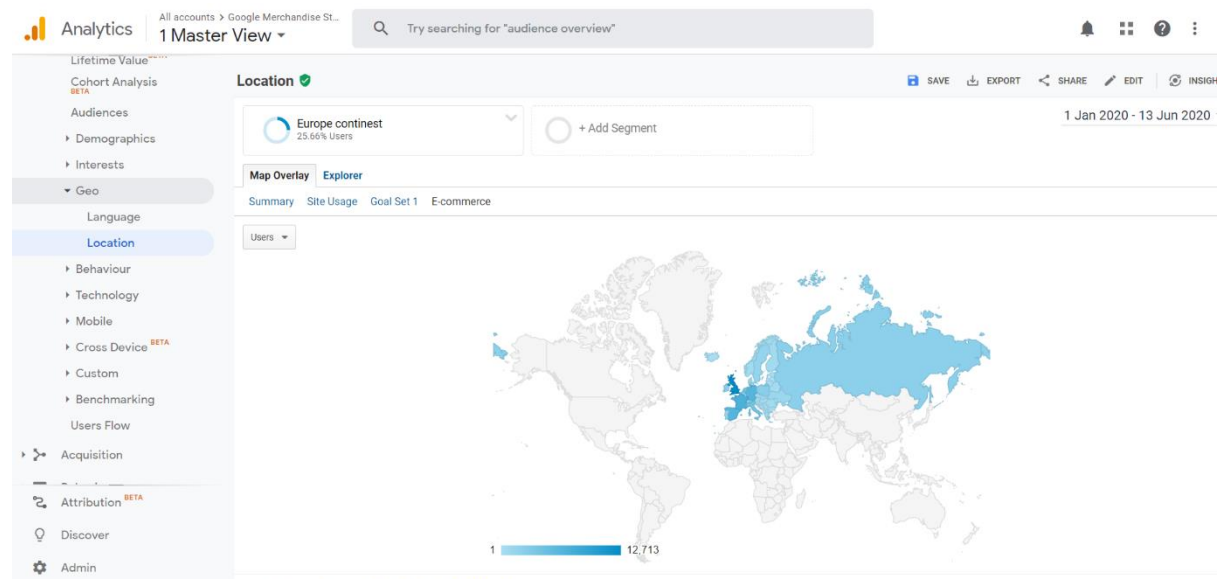 Analytics
All accounts > Google Merchandise St...
1 Master View
Try searching for "audience overview"
Lifetime Value
Cohort Analysis
BETA
Audiences
Demographics
Interests
Geo
Language
Location
Behaviour
Technology
Mobile
Cross Device BETA
Custom
Benchmarking
Users Flow
Acquisition
Attribution BETA
Discover
Admin
Location
SAVE
EXPORT
SHARE
EDIT
INSIGH
Europe continest
25.66% Users
+ Add Segment
1 Jan 2020 - 13 Jun 2020
Map Overlay Explorer
Summary Site Usage Goal Set 1 E-commerce
Users
1 12,713